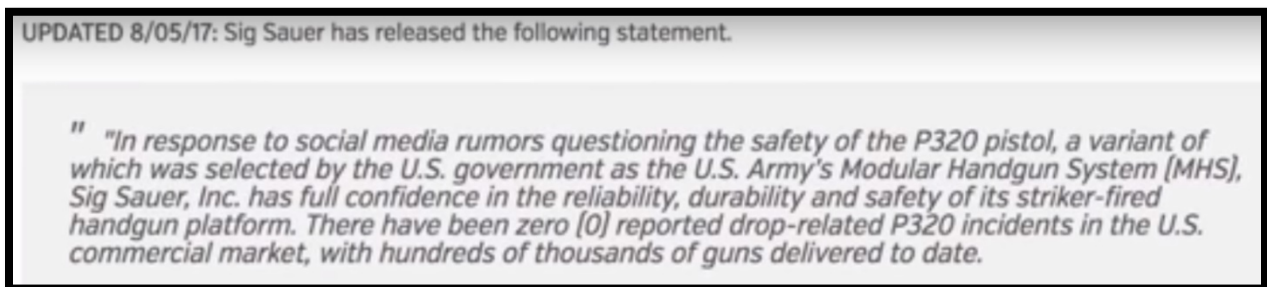 UPDATED 8/05/17: Sig Sauer has released the following statement.
" "In response to social media rumors questioning the safety of the P320 pistol, a variant of
which was selected by the U.S. government as the U.S. Army's Modular Handgun System (MHS),
Sig Sauer, Inc. has full confidence in the reliability, durability and safety of its striker-fired
handgun platform. There have been zero (0) reported drop-related P320 incidents in the U.S.
commercial market, with hundreds of thousands of guns delivered to date.